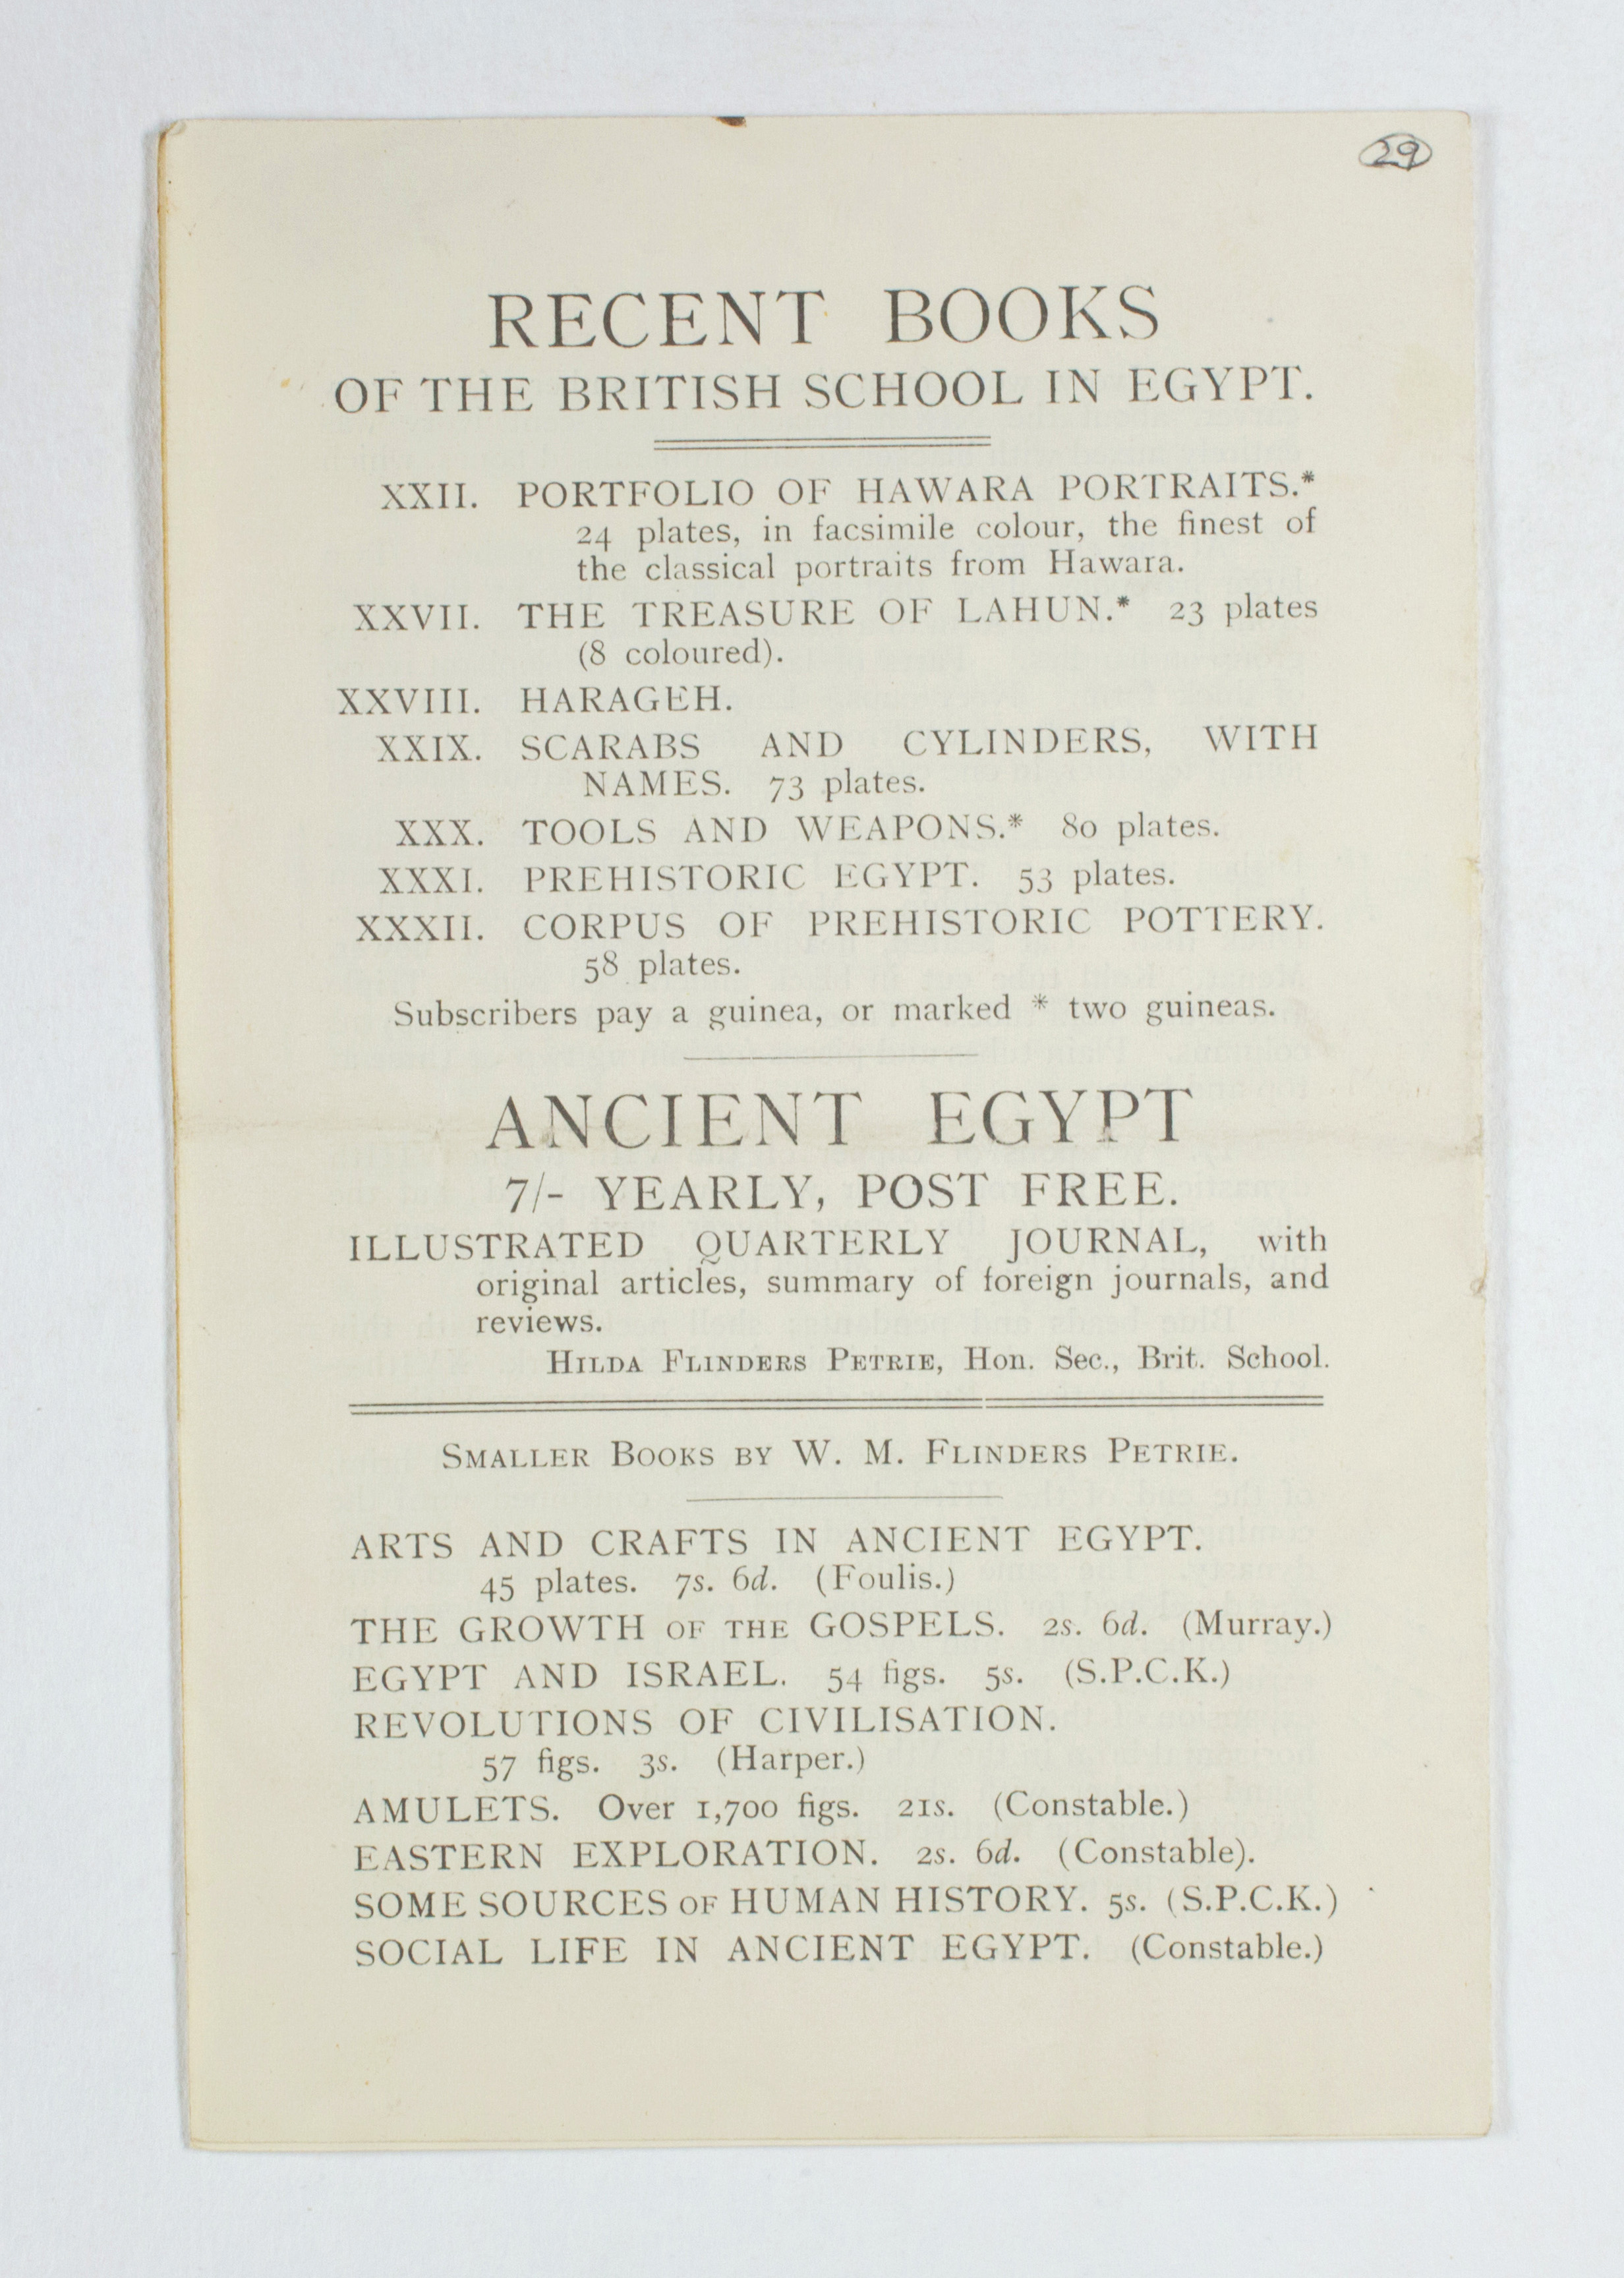 29
RECENT BOOKS
OF THE BRITISH SCHOOL IN EGYPT.
XXII. PORTFOLIO OF HAWARA PORTRAITS.*
24 plates, in facsimile colour, the finest of
the classical portraits from Hawara.
XXVII. THE TREASURE OF LAHUN.* 23 plates
(8 coloured).
XXVIII. HARAGEH.
XXIX. SCARABS AND CYLINDERS, WITH
NAMES. 73 plates.
XXX. TOOLS AND WEAPONS.* 80 plates.
XXXI. PREHISTORIC EGYPT. 53 plates.
XXXII. CORPUS OF PREHISTORIC POTTERY.
58 plates.
Subscribers pay a guinea, or marked * two guineas.
ANCIENT EGYPT
7/- YEARLY, POST FREE.
ILLUSTRATED QUARTERLY JOURNAL, with
original articles, summary of foreign journals, and
reviews.
HILDA FLINDERS PETRIE, Hon. Sec., Brit. School.
SMALLER BOOKS BY W. M. FLINDERS PETRIE.
ARTS AND CRAFTS IN ANCIENT EGYPT.
45 plates. 7s. 6d. (Foulis.)
THE GROWTH OF THE GOSPELS. 2s. 6d. (Murray.)
EGYPT AND ISRAEL. 54 figs. 5s. (S.P.C.K.)
REVOLUTIONS OF CIVILISATION.
57 figs. 3s. (Harper.)
AMULETS. Over 1,700 figs. 21s. (Constable.)
EASTERN EXPLORATION. 2s. 6d. (Constable).
SOME SOURCES OF HUMAN HISTORY. 5s. (S.P.C.K.)
SOCIAL LIFE IN ANCIENT EGYPT. (Constable.)